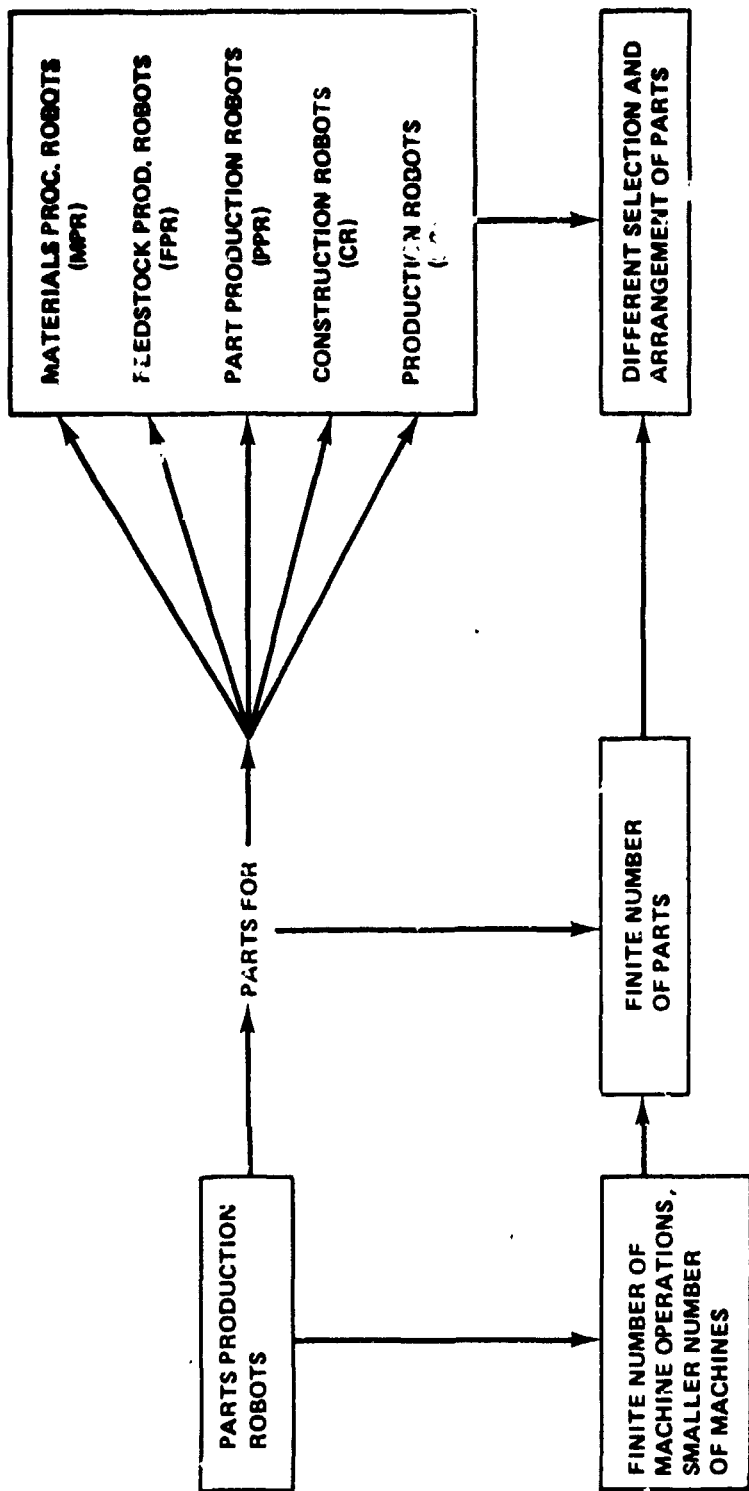 PARTS PRODUCTION
ROBOTS
PARTS FOR
MATERIALS PROC. ROBOTS
(MPR)
FEEDSTOCK PROD. ROBOTS
(FPR)
PART PRODUCTION ROBOTS
(PPR)
CONSTRUCTION ROBOTS
(CR)
PRODUCTION ROBOTS
FINITE NUMBER OF
MACHINE OPERATIONS,
SMALLER NUMBER
OF MACHINES
FINITE NUMBER
OF PARTS
DIFFERENT SELECTION AND
ARRANGEMENT OF PARTS